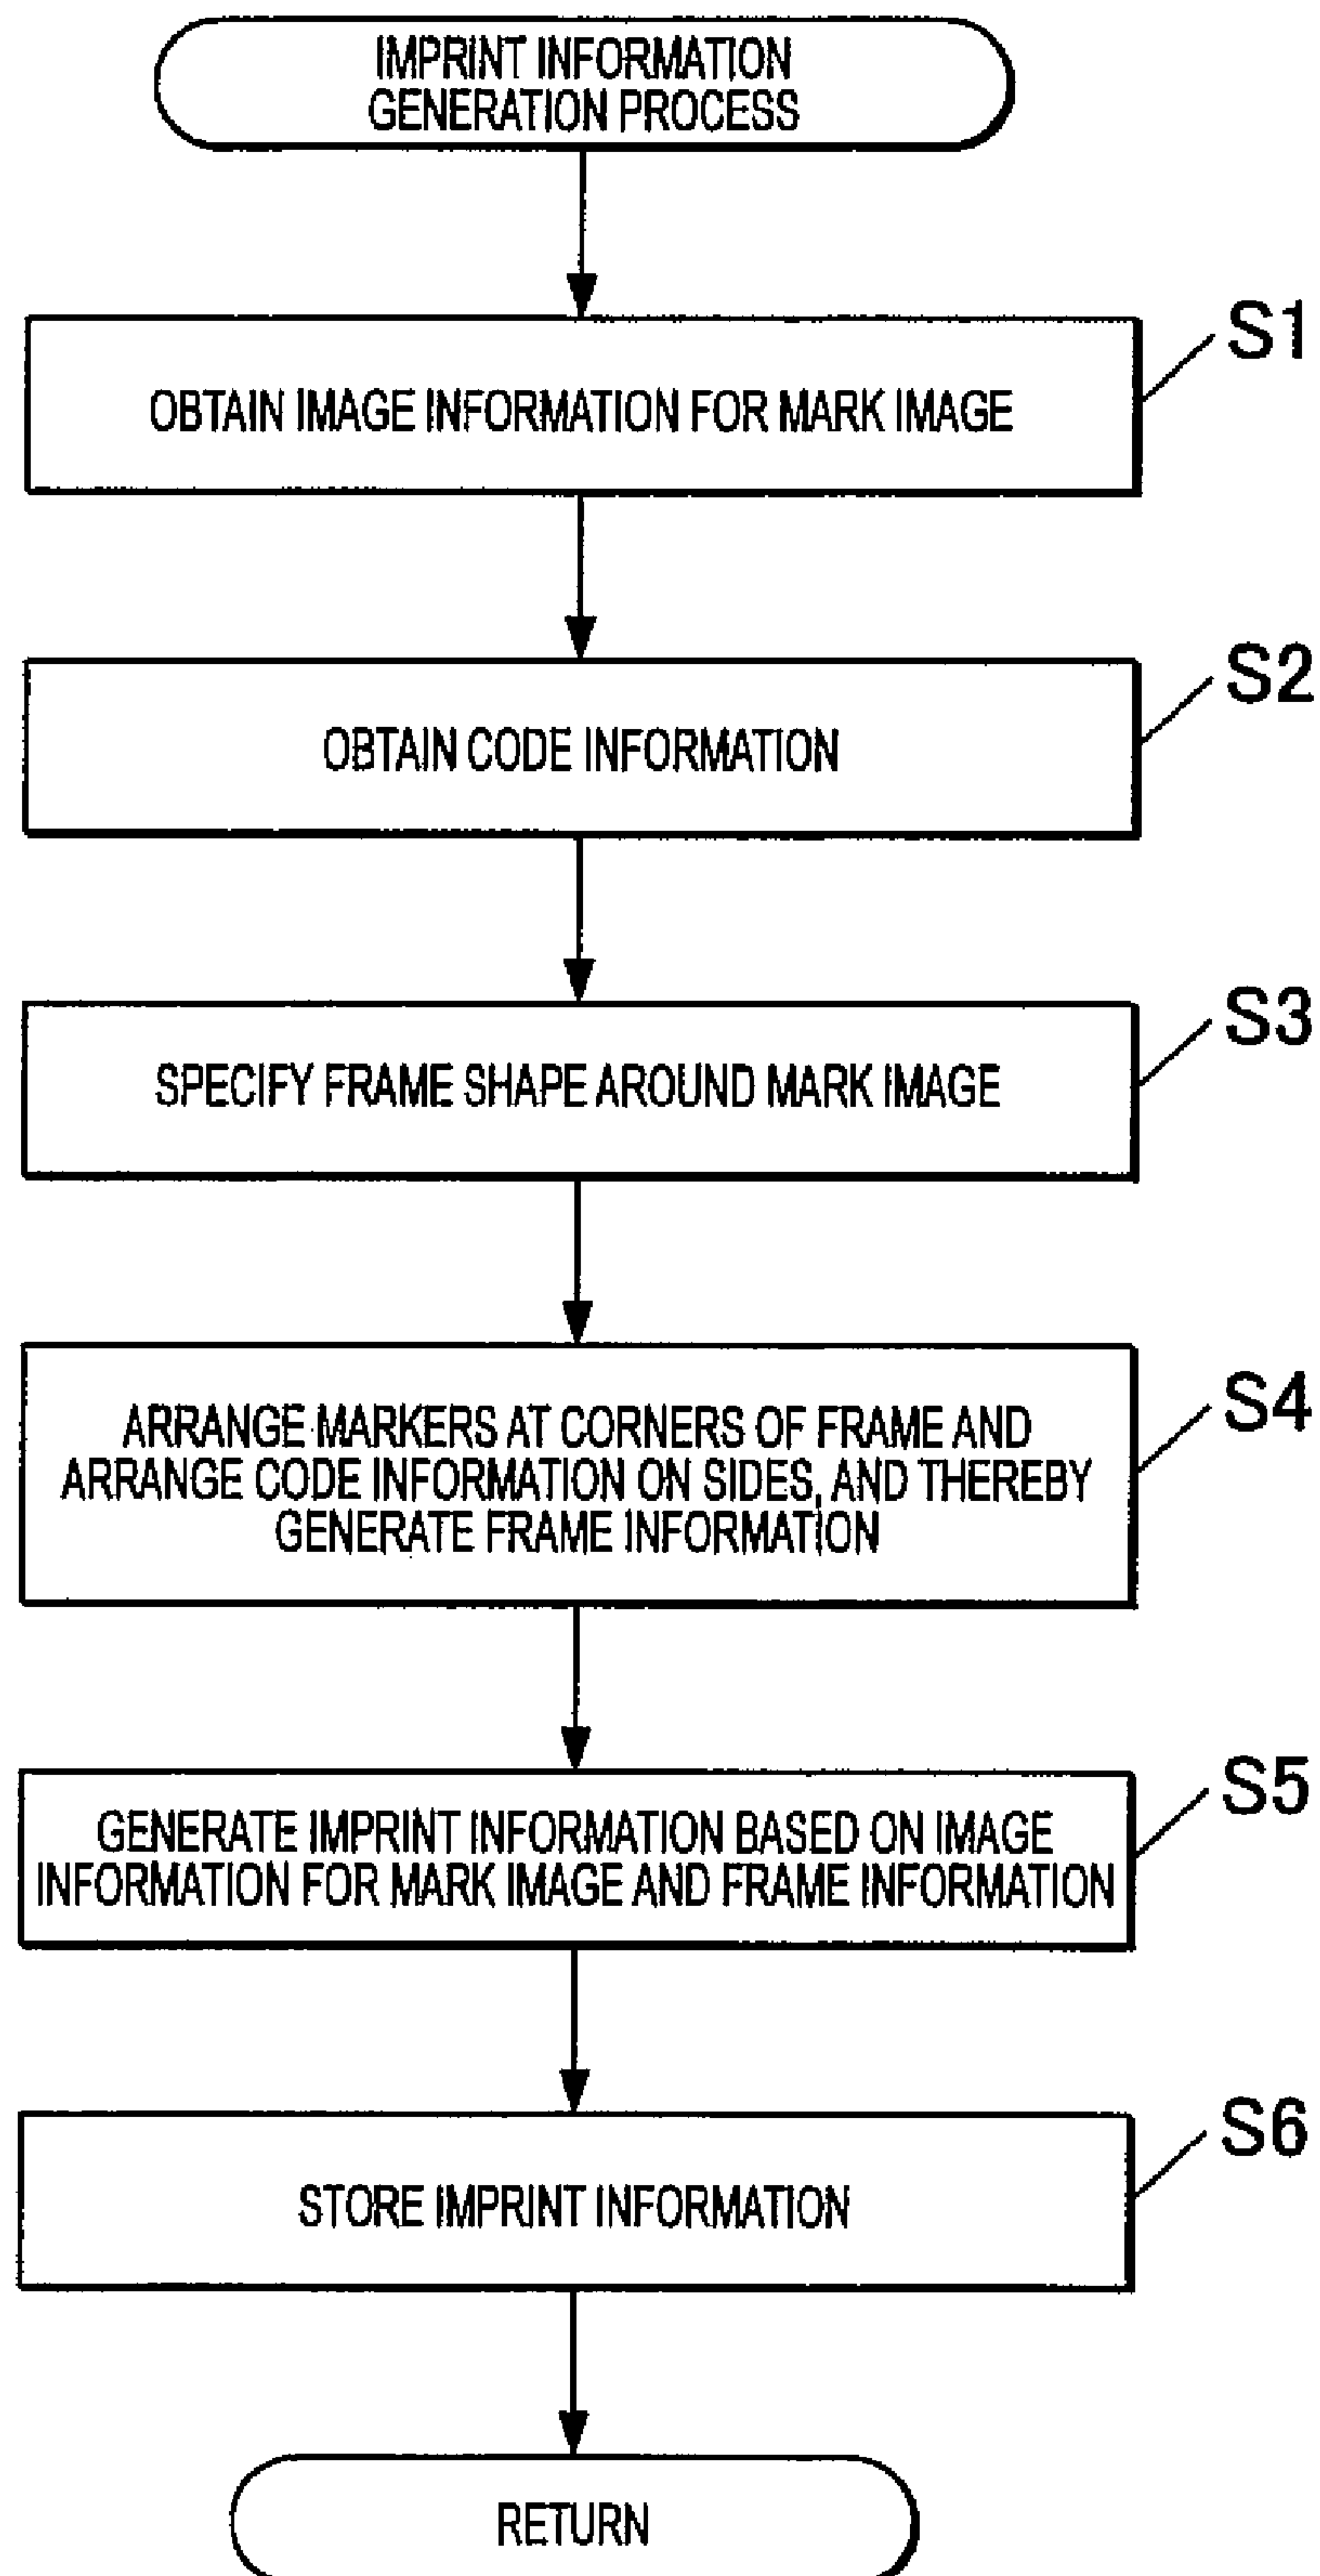 IMPRINT INFORMATION
GENERATION PROCESS
S1
OBTAIN IMAGE INFORMATION FOR MARK IMAGE
S2
OBTAIN CODE INFORMATION
S3
SPECIFY FRAME SHAPE AROUND MARK IMAGE
S4
ARRANGE MARKERS AT CORNERS OF FRAME AND
ARRANGE CODE INFORMATION ON SIDES, AND THEREBY
GENERATE FRAME INFORMATION
S5
GENERATE IMPRINT INFORMATION BASED ON IMAGE
INFORMATION FOR MARK IMAGE AND FRAME INFORMATION
S6
STORE IMPRINT INFORMATION
RETURN